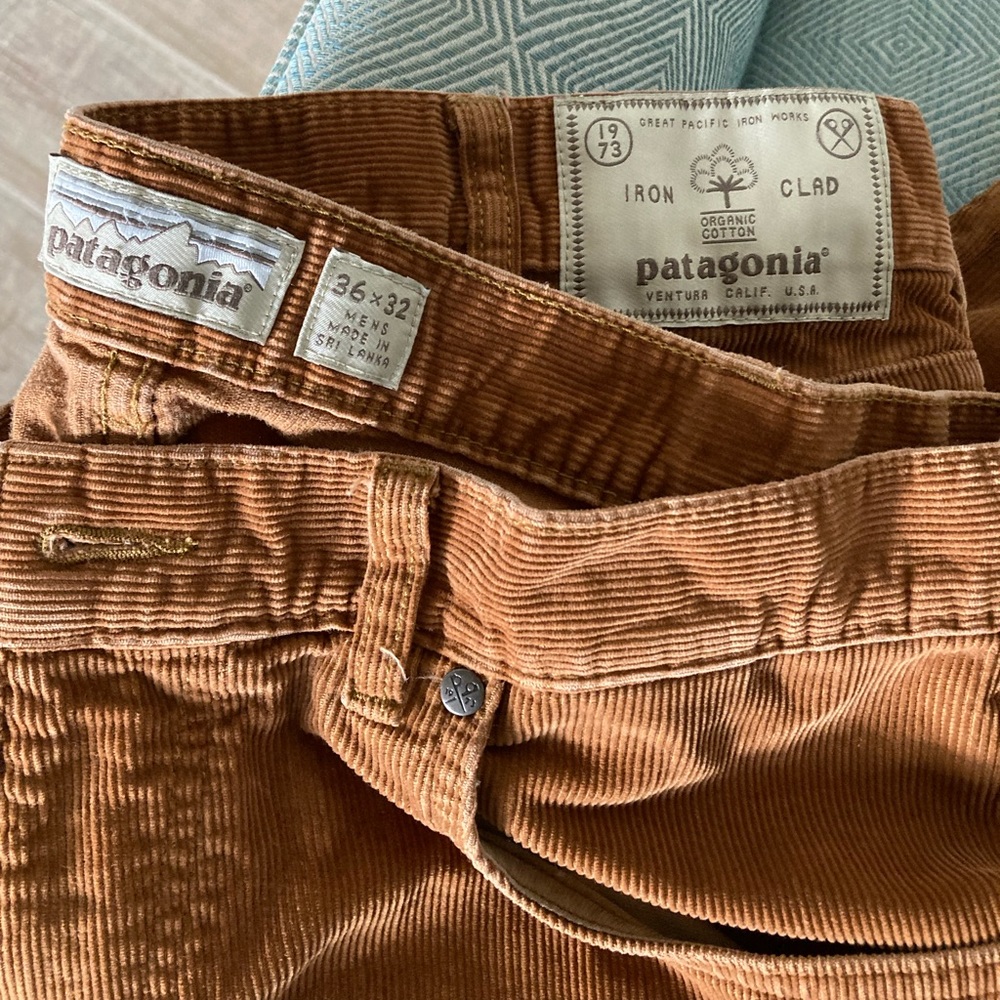 patagonia®
36 × 32
MENS
MADE IN
SRI LANKA
GREAT PACIFIC IRON WORKS
19
73
IRON CLAD
ORGANIC
COTTON
patagonia®
VENTURA CALIF. U.S.A.